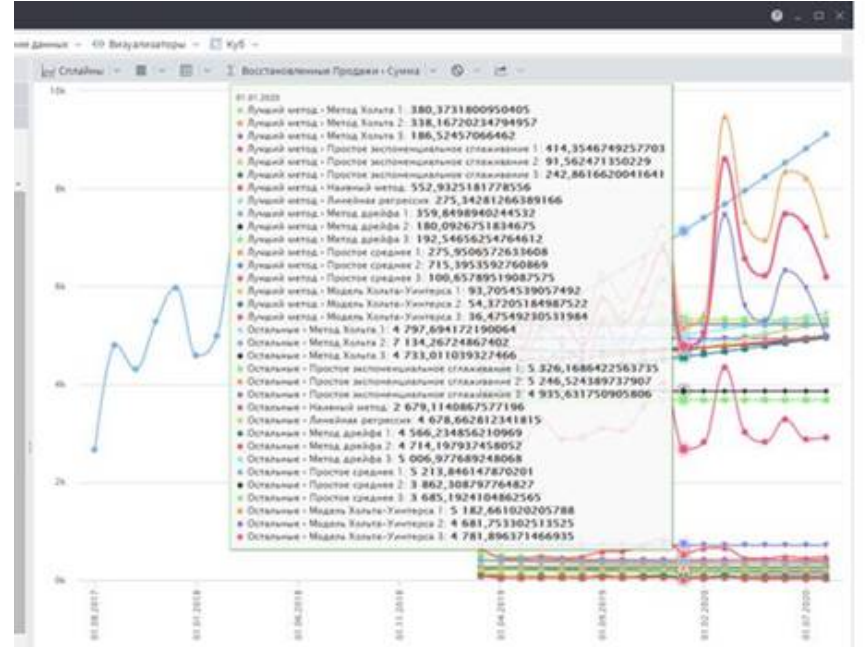 данных
Визуализаторы
Куб
Сплайны
Σ Восстановленные Продажи · Сумма
10k
8k
6k
4k
2k
0k
01.01.2020
Лучший метод · Метод Хольта 1: 380,3731800950405
Лучший метод · Метод Хольта 2: 338,16720234794957
Лучший метод · Метод Хольта 3: 186,52457066462
Лучший метод · Простое экспоненциальное сглаживание 1: 414,3546749257703
Лучший метод · Простое экспоненциальное сглаживание 2: 91,562471350229
Лучший метод · Простое экспоненциальное сглаживание 3: 242,8616620041641
Лучший метод · Наивный метод: 552,9325181778556
Лучший метод · Линейная регрессия: 275,34281266389166
Лучший метод · Метод дрейфа 1: 359,8498940244532
Лучший метод · Метод дрейфа 2: 180,0926751834675
Лучший метод · Метод дрейфа 3: 192,54656254764612
Лучший метод · Простое среднее 1: 275,9506572633608
Лучший метод · Простое среднее 2: 715,3953592760869
Лучший метод · Простое среднее 3: 100,65789519087575
Лучший метод · Модель Хольта-Уинтерса 1: 93,7054539057492
Лучший метод · Модель Хольта-Уинтерса 2: 54,37205184987522
Лучший метод · Модель Хольта-Уинтерса 3: 36,47549230531984
Остальные · Метод Хольта 1: 4 797,694172190064
Остальные · Метод Хольта 2: 7 134,26724867402
Остальные · Метод Хольта 3: 4 733,011039327466
Остальные · Простое экспоненциальное сглаживание 1: 5 326,1686422563735
Остальные · Простое экспоненциальное сглаживание 2: 5 246,524389737907
Остальные · Простое экспоненциальное сглаживание 3: 4 935,631750905806
Остальные · Наивный метод: 2 679,1140867577196
Остальные · Линейная регрессия: 4 678,662812341815
Остальные · Метод дрейфа 1: 4 566,234856210969
Остальные · Метод дрейфа 2: 4 714,197937458052
Остальные · Метод дрейфа 3: 5 006,977689248068
Остальные · Простое среднее 1: 5 213,846147870201
Остальные · Простое среднее 2: 3 862,308797764827
Остальные · Простое среднее 3: 3 685,1924104862565
Остальные · Модель Хольта-Уинтерса 1: 5 182,661020205788
Остальные · Модель Хольта-Уинтерса 2: 4 681,753302513525
Остальные · Модель Хольта-Уинтерса 3: 4 781,896371466935
01.08.2017
01.01.2018
01.06.2018
01.11.2018
01.04.2019
01.09.2019
01.02.2020
01.07.2020